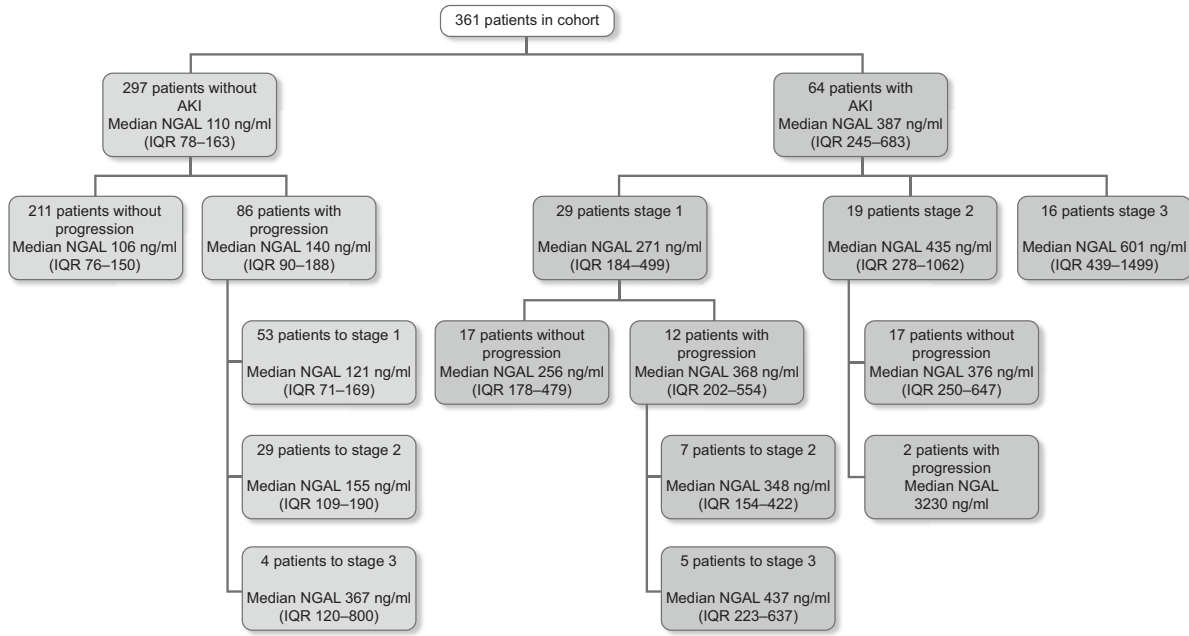 361 patients in cohort
297 patients without
AKI
Median NGAL 110 ng/ml
(IQR 78–163)
64 patients with
AKI
Median NGAL 387 ng/ml
(IQR 245–683)
211 patients without
progression
Median NGAL 106 ng/ml
(IQR 76–150)
86 patients with
progression
Median NGAL 140 ng/ml
(IQR 90–188)
29 patients stage 1
Median NGAL 271 ng/ml
(IQR 184–499)
19 patients stage 2
Median NGAL 435 ng/ml
(IQR 278–1062)
16 patients stage 3
Median NGAL 601 ng/ml
(IQR 439–1499)
53 patients to stage 1
Median NGAL 121 ng/ml
(IQR 71–169)
17 patients without
progression
Median NGAL 256 ng/ml
(IQR 178–479)
12 patients with
progression
Median NGAL 368 ng/ml
(IQR 202–554)
17 patients without
progression
Median NGAL 376 ng/ml
(IQR 250–647)
29 patients to stage 2
Median NGAL 155 ng/ml
(IQR 109–190)
7 patients to stage 2
Median NGAL 348 ng/ml
(IQR 154–422)
2 patients with
progression
Median NGAL
3230 ng/ml
4 patients to stage 3
Median NGAL 367 ng/ml
(IQR 120–800)
5 patients to stage 3
Median NGAL 437 ng/ml
(IQR 223–637)